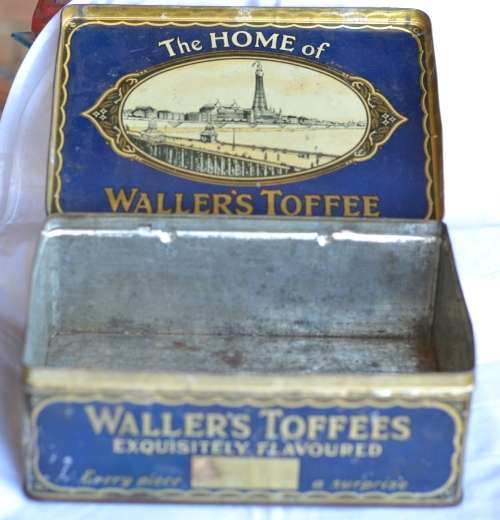 The HOME of
WALLER'S TOFFEE
WALLER'S TOFFEES
EXQUISITELY FLAVOURED
Every piece a surprise